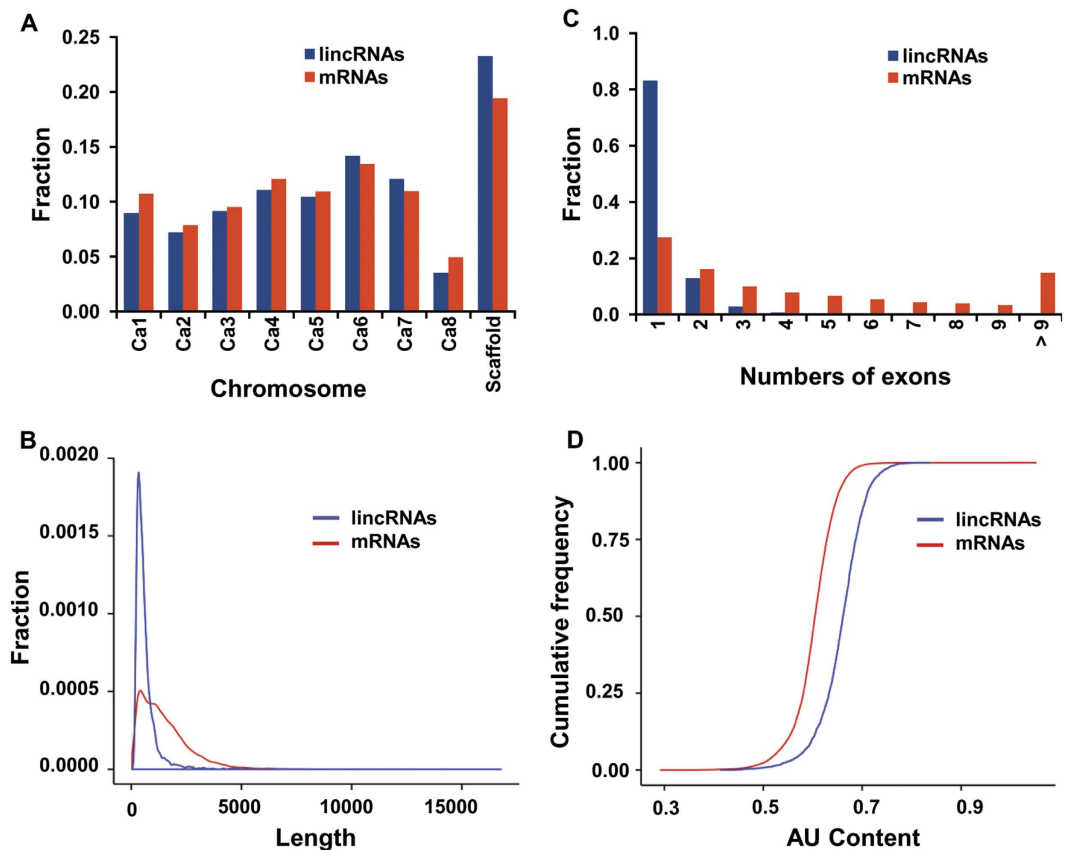 A
0.25
0.20
0.15
0.10
0.05
0.00
Fraction
lincRNAs
mRNAs
Ca1
Ca2
Ca3
Ca4
Ca5
Ca6
Ca7
Ca8
Scaffold
Chromosome
C
1.0
0.8
0.6
0.4
0.2
0.0
Fraction
lincRNAs
mRNAs
1
2
3
4
5
6
7
8
9
> 9
Numbers of exons
B
0.0020
0.0015
0.0010
0.0005
0.0000
Fraction
lincRNAs
mRNAs
0
5000
10000
15000
Length
D
1.00
0.75
0.50
0.25
0.00
Cumulative frequency
lincRNAs
mRNAs
0.3
0.5
0.7
0.9
AU Content